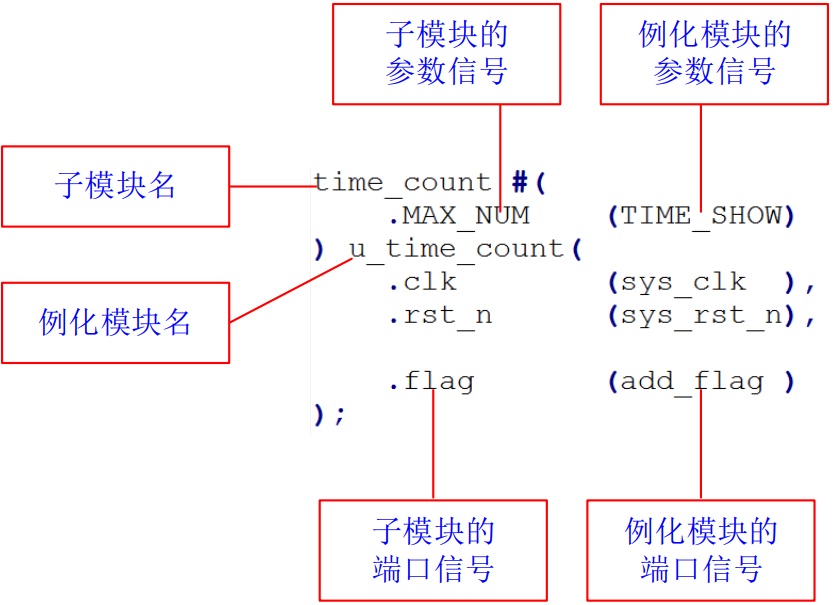 子模块的
参数信号
例化模块的
参数信号
子模块名
例化模块名
time_count #(
.MAX_NUM (TIME_SHOW)
) u_time_count(
.clk (sys_clk ),
.rst_n (sys_rst_n),
.flag (add_flag )
);
子模块的
端口信号
例化模块的
端口信号